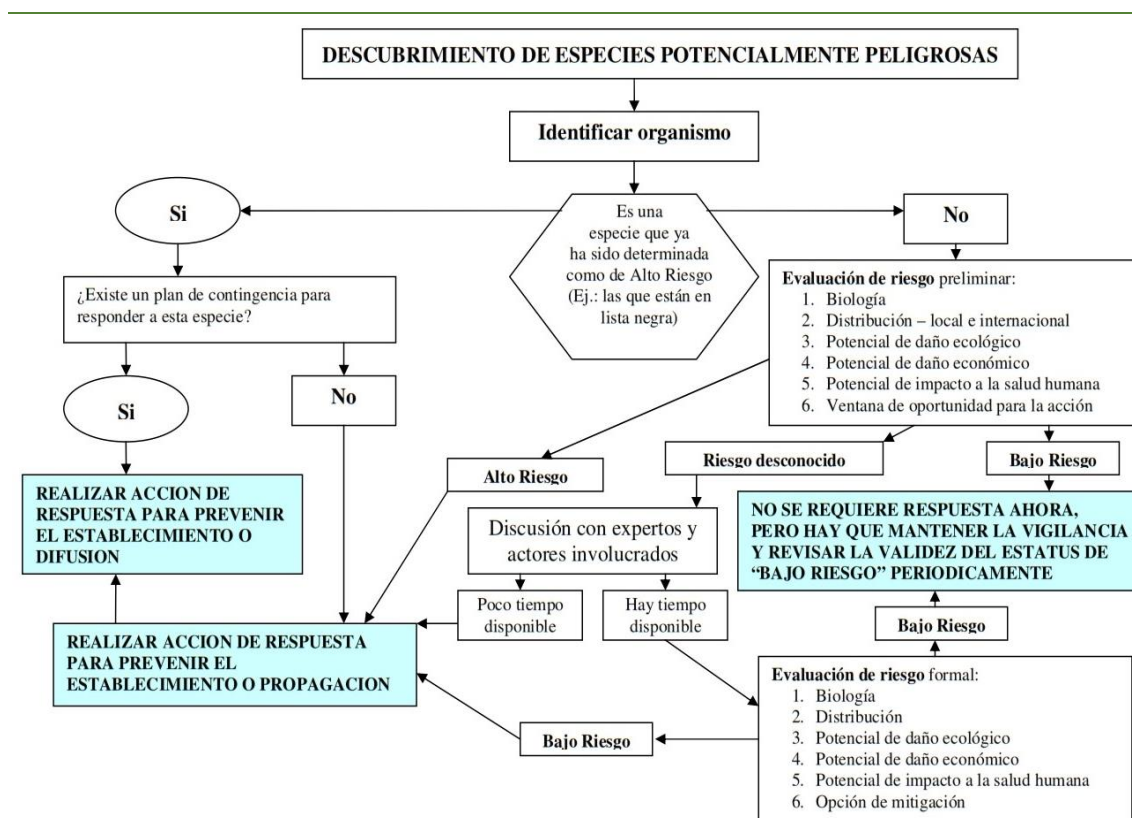 DESCUBRIMIENTO DE ESPECIES POTENCIALMENTE PELIGROSAS
Identificar organismo
Si
Es una
especie que ya
ha sido determinada
como de Alto Riesgo
(Ej.: las que están en
lista negra)
No
¿Existe un plan de contingencia para
responder a esta especie?
Evaluación de riesgo preliminar:
1. Biología
2. Distribución – local e internacional
3. Potencial de daño ecológico
4. Potencial de daño económico
5. Potencial de impacto a la salud humana
6. Ventana de oportunidad para la acción
Si
No
Alto Riesgo
Riesgo desconocido
Bajo Riesgo
REALIZAR ACCION DE
RESPUESTA PARA PREVENIR
EL ESTABLECIMIENTO O
DIFUSION
Discusión con expertos y
actores involucrados
NO SE REQUIERE RESPUESTA AHORA,
PERO HAY QUE MANTENER LA VIGILANCIA
Y REVISAR LA VALIDEZ DEL ESTATUS DE
“BAJO RIESGO” PERIODICAMENTE
Poco tiempo
disponible
Hay tiempo
disponible
Bajo Riesgo
REALIZAR ACCION DE RESPUESTA
PARA PREVENIR EL
ESTABLECIMIENTO O PROPAGACION
Bajo Riesgo
Evaluación de riesgo formal:
1. Biología
2. Distribución
3. Potencial de daño ecológico
4. Potencial de daño económico
5. Potencial de impacto a la salud humana
6. Opción de mitigación